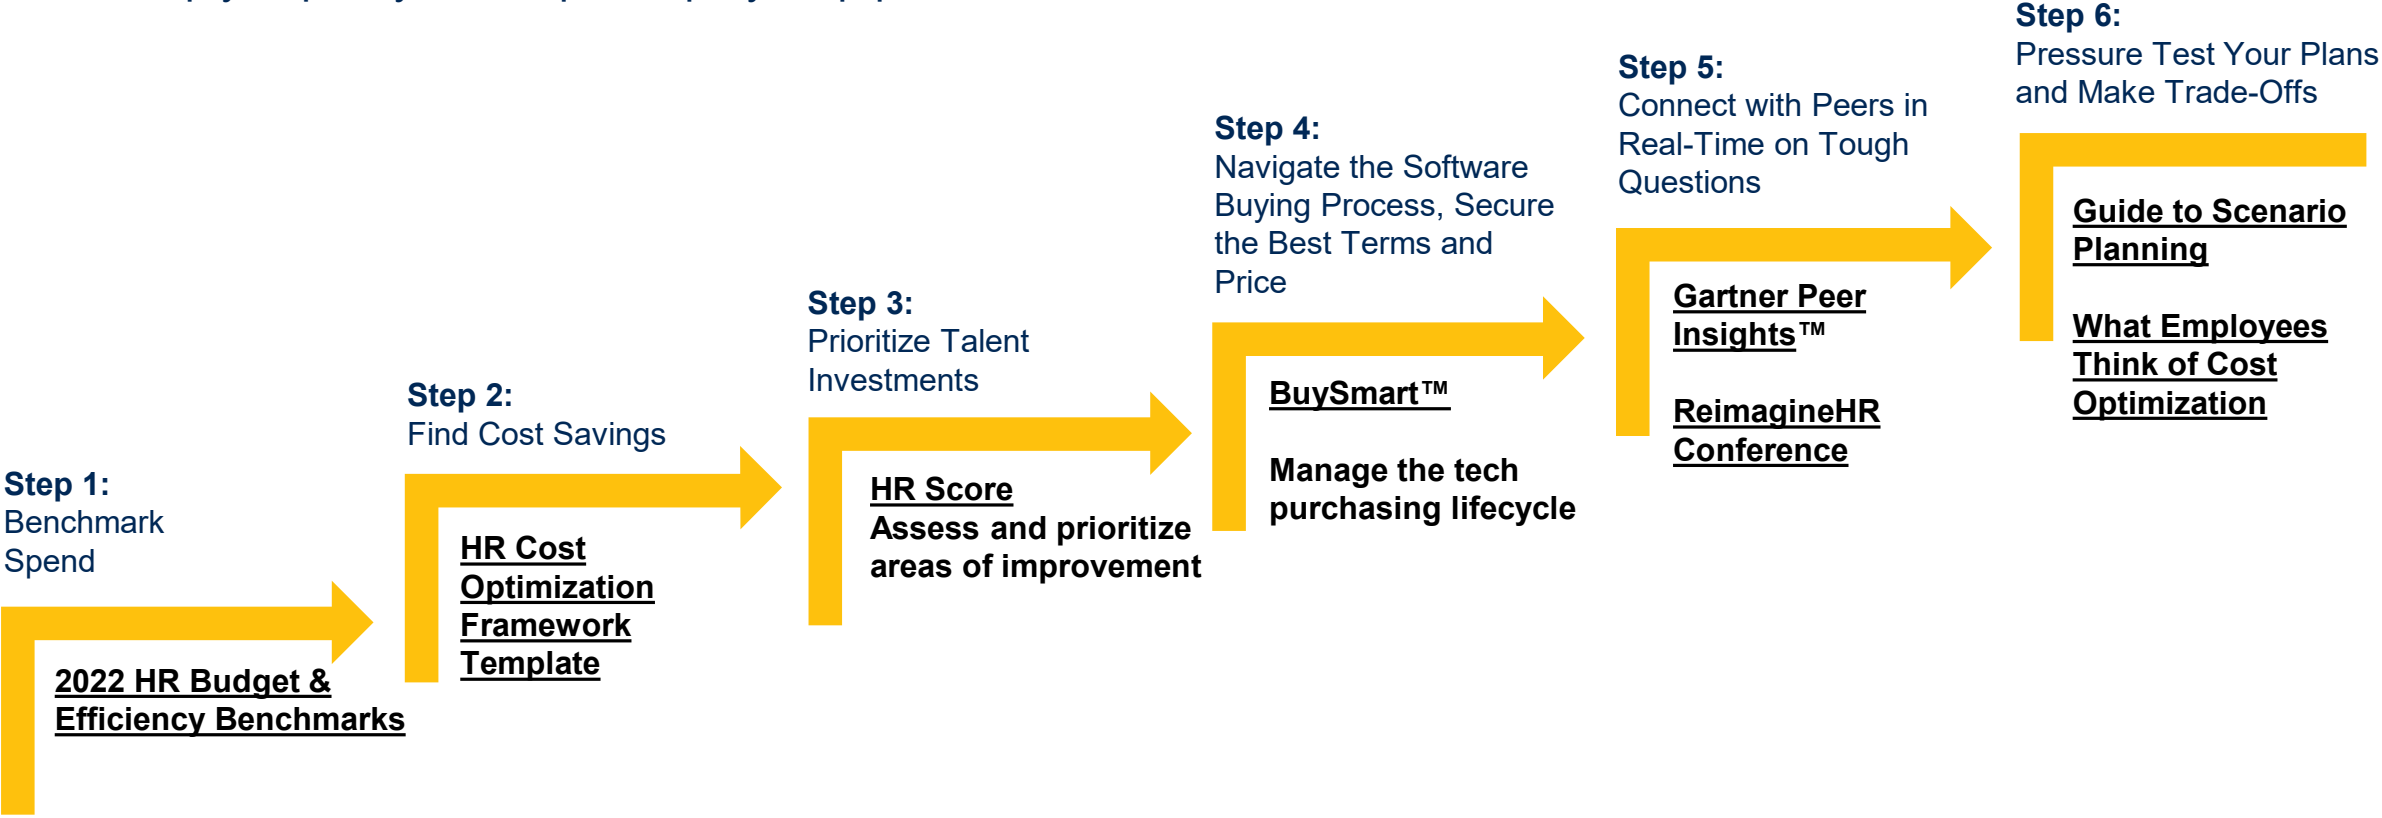 Step 1:
Benchmark
Spend
2022 HR Budget &
Efficiency Benchmarks
Step 2:
Find Cost Savings
HR Cost
Optimization
Framework
Template
Step 3:
Prioritize Talent
Investments
HR Score
Assess and prioritize
areas of improvement
Step 4:
Navigate the Software
Buying Process, Secure
the Best Terms and
Price
BuySmart™
Manage the tech
purchasing lifecycle
Step 5:
Connect with Peers in
Real-Time on Tough
Questions
Gartner Peer
Insights™
ReimagineHR
Conference
Step 6:
Pressure Test Your Plans
and Make Trade-Offs
Guide to Scenario
Planning
What Employees
Think of Cost
Optimization